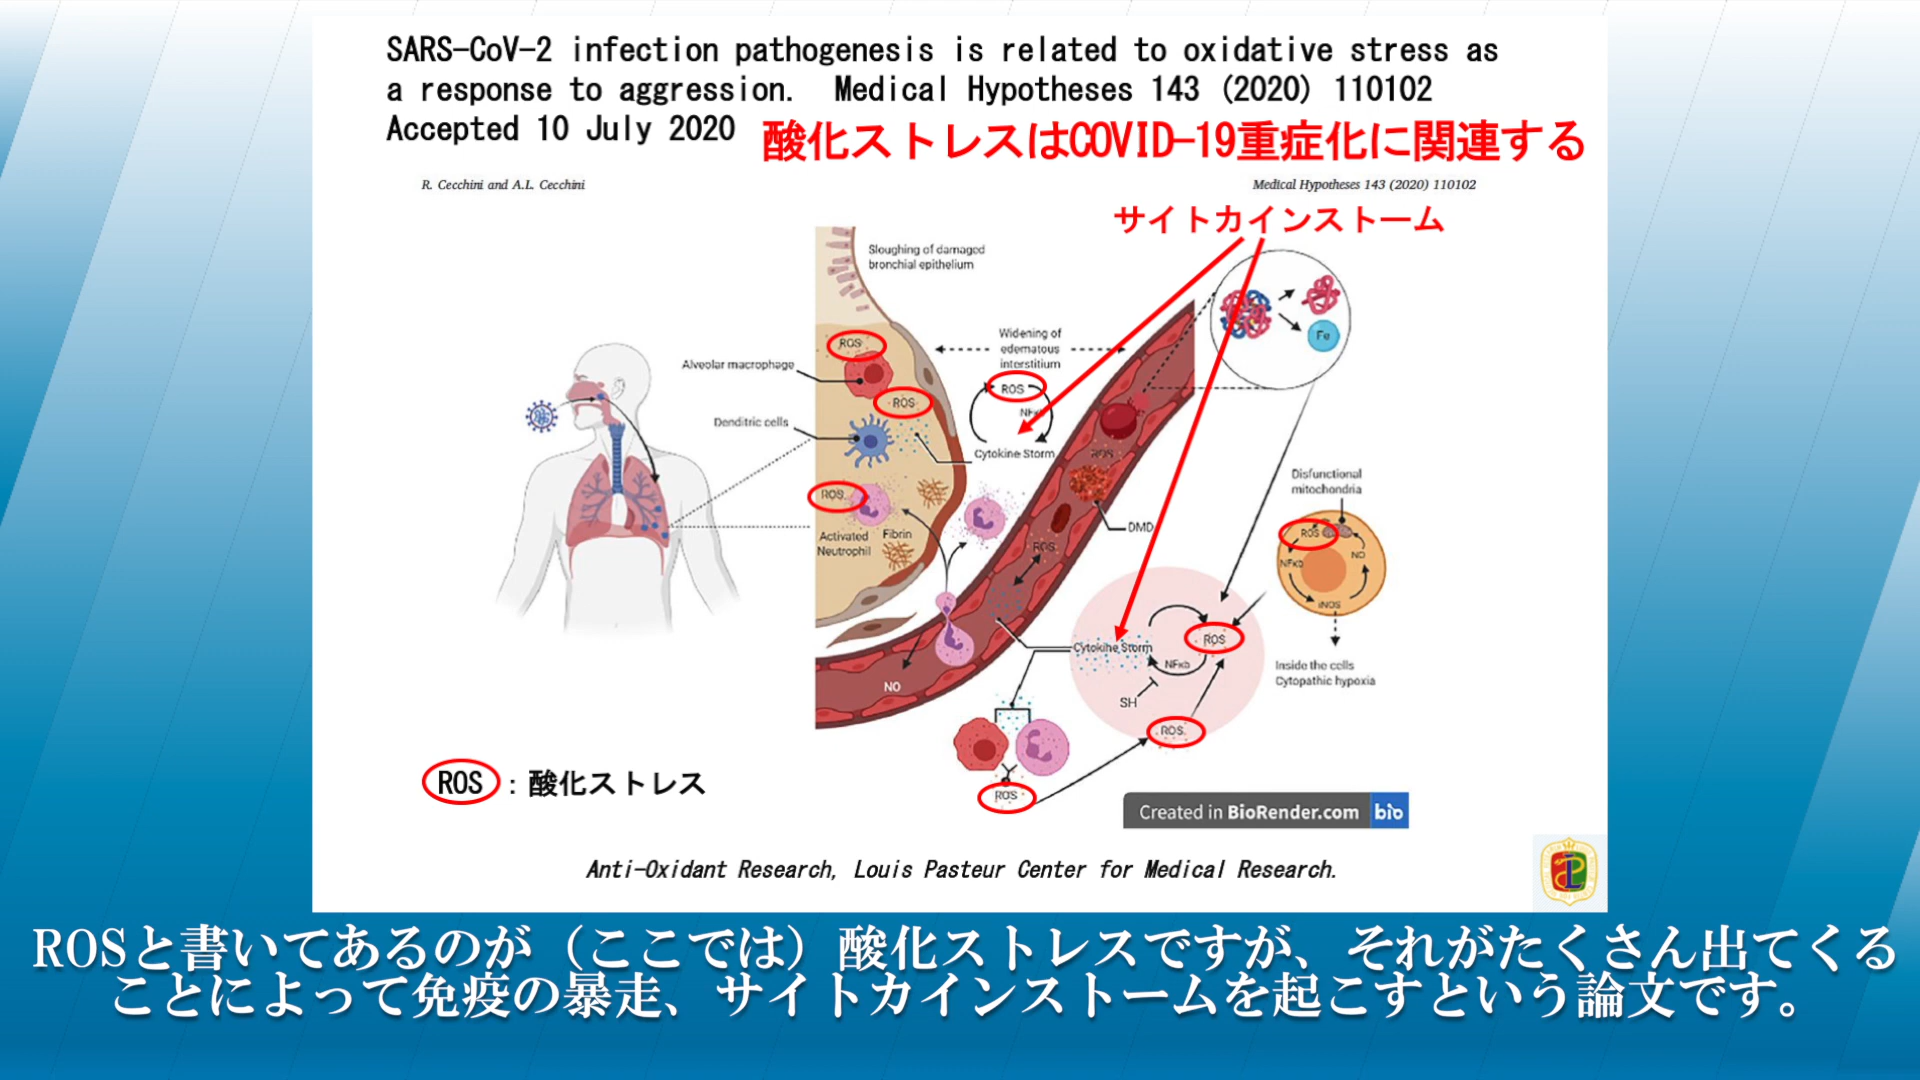 SARS-CoV-2 infection pathogenesis is related to oxidative stress as
a response to aggression. Medical Hypotheses 143 (2020) 110102
Accepted 10 July 2020
酸化ストレスはCOVID-19重症化に関連する
R. Cecchini and A.L. Cecchini
Medical Hypotheses 143 (2020) 110102
サイトカインストーム
Sloughing of damaged
bronchial epithelium
Widening of
edematous
interstitium
Fe
ROS
Alveolar macrophage
ROS
ROS
NFκb
Denditric cells
Cytokine Storm
ROS
ROS
Activated
Neutrophil
Fibrin
DMD
ROS
Disfunctional
mitochondria
ROS
NO
NFκb
iNOS
Inside the cells
Cytopathic hypoxia
Cytokine Storm
ROS
NFκb
SH
NO
ROS
ROS
ROS:酸化ストレス
Created in BioRender.com bio
Anti-Oxidant Research, Louis Pasteur Center for Medical Research.
ROSと書いてあるのが（ここでは）酸化ストレスですが、それがたくさん出てくる
ことによって免疫の暴走、サイトカインストームを起こすという論文です。